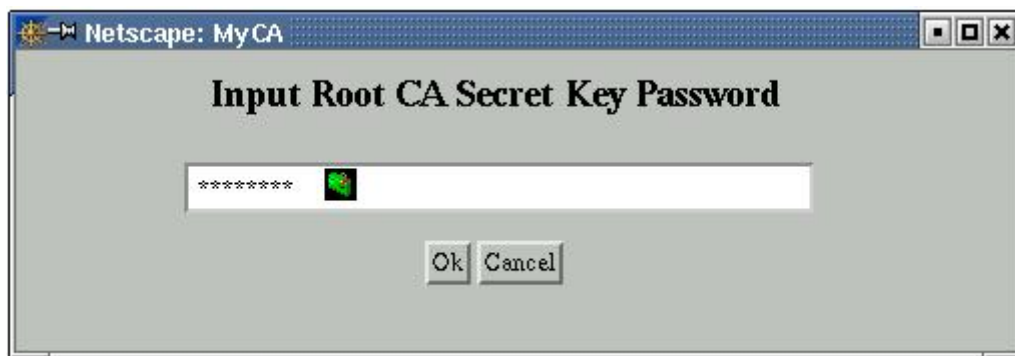 Netscape: MyCA
Input Root CA Secret Key Password
********
Ok Cancel